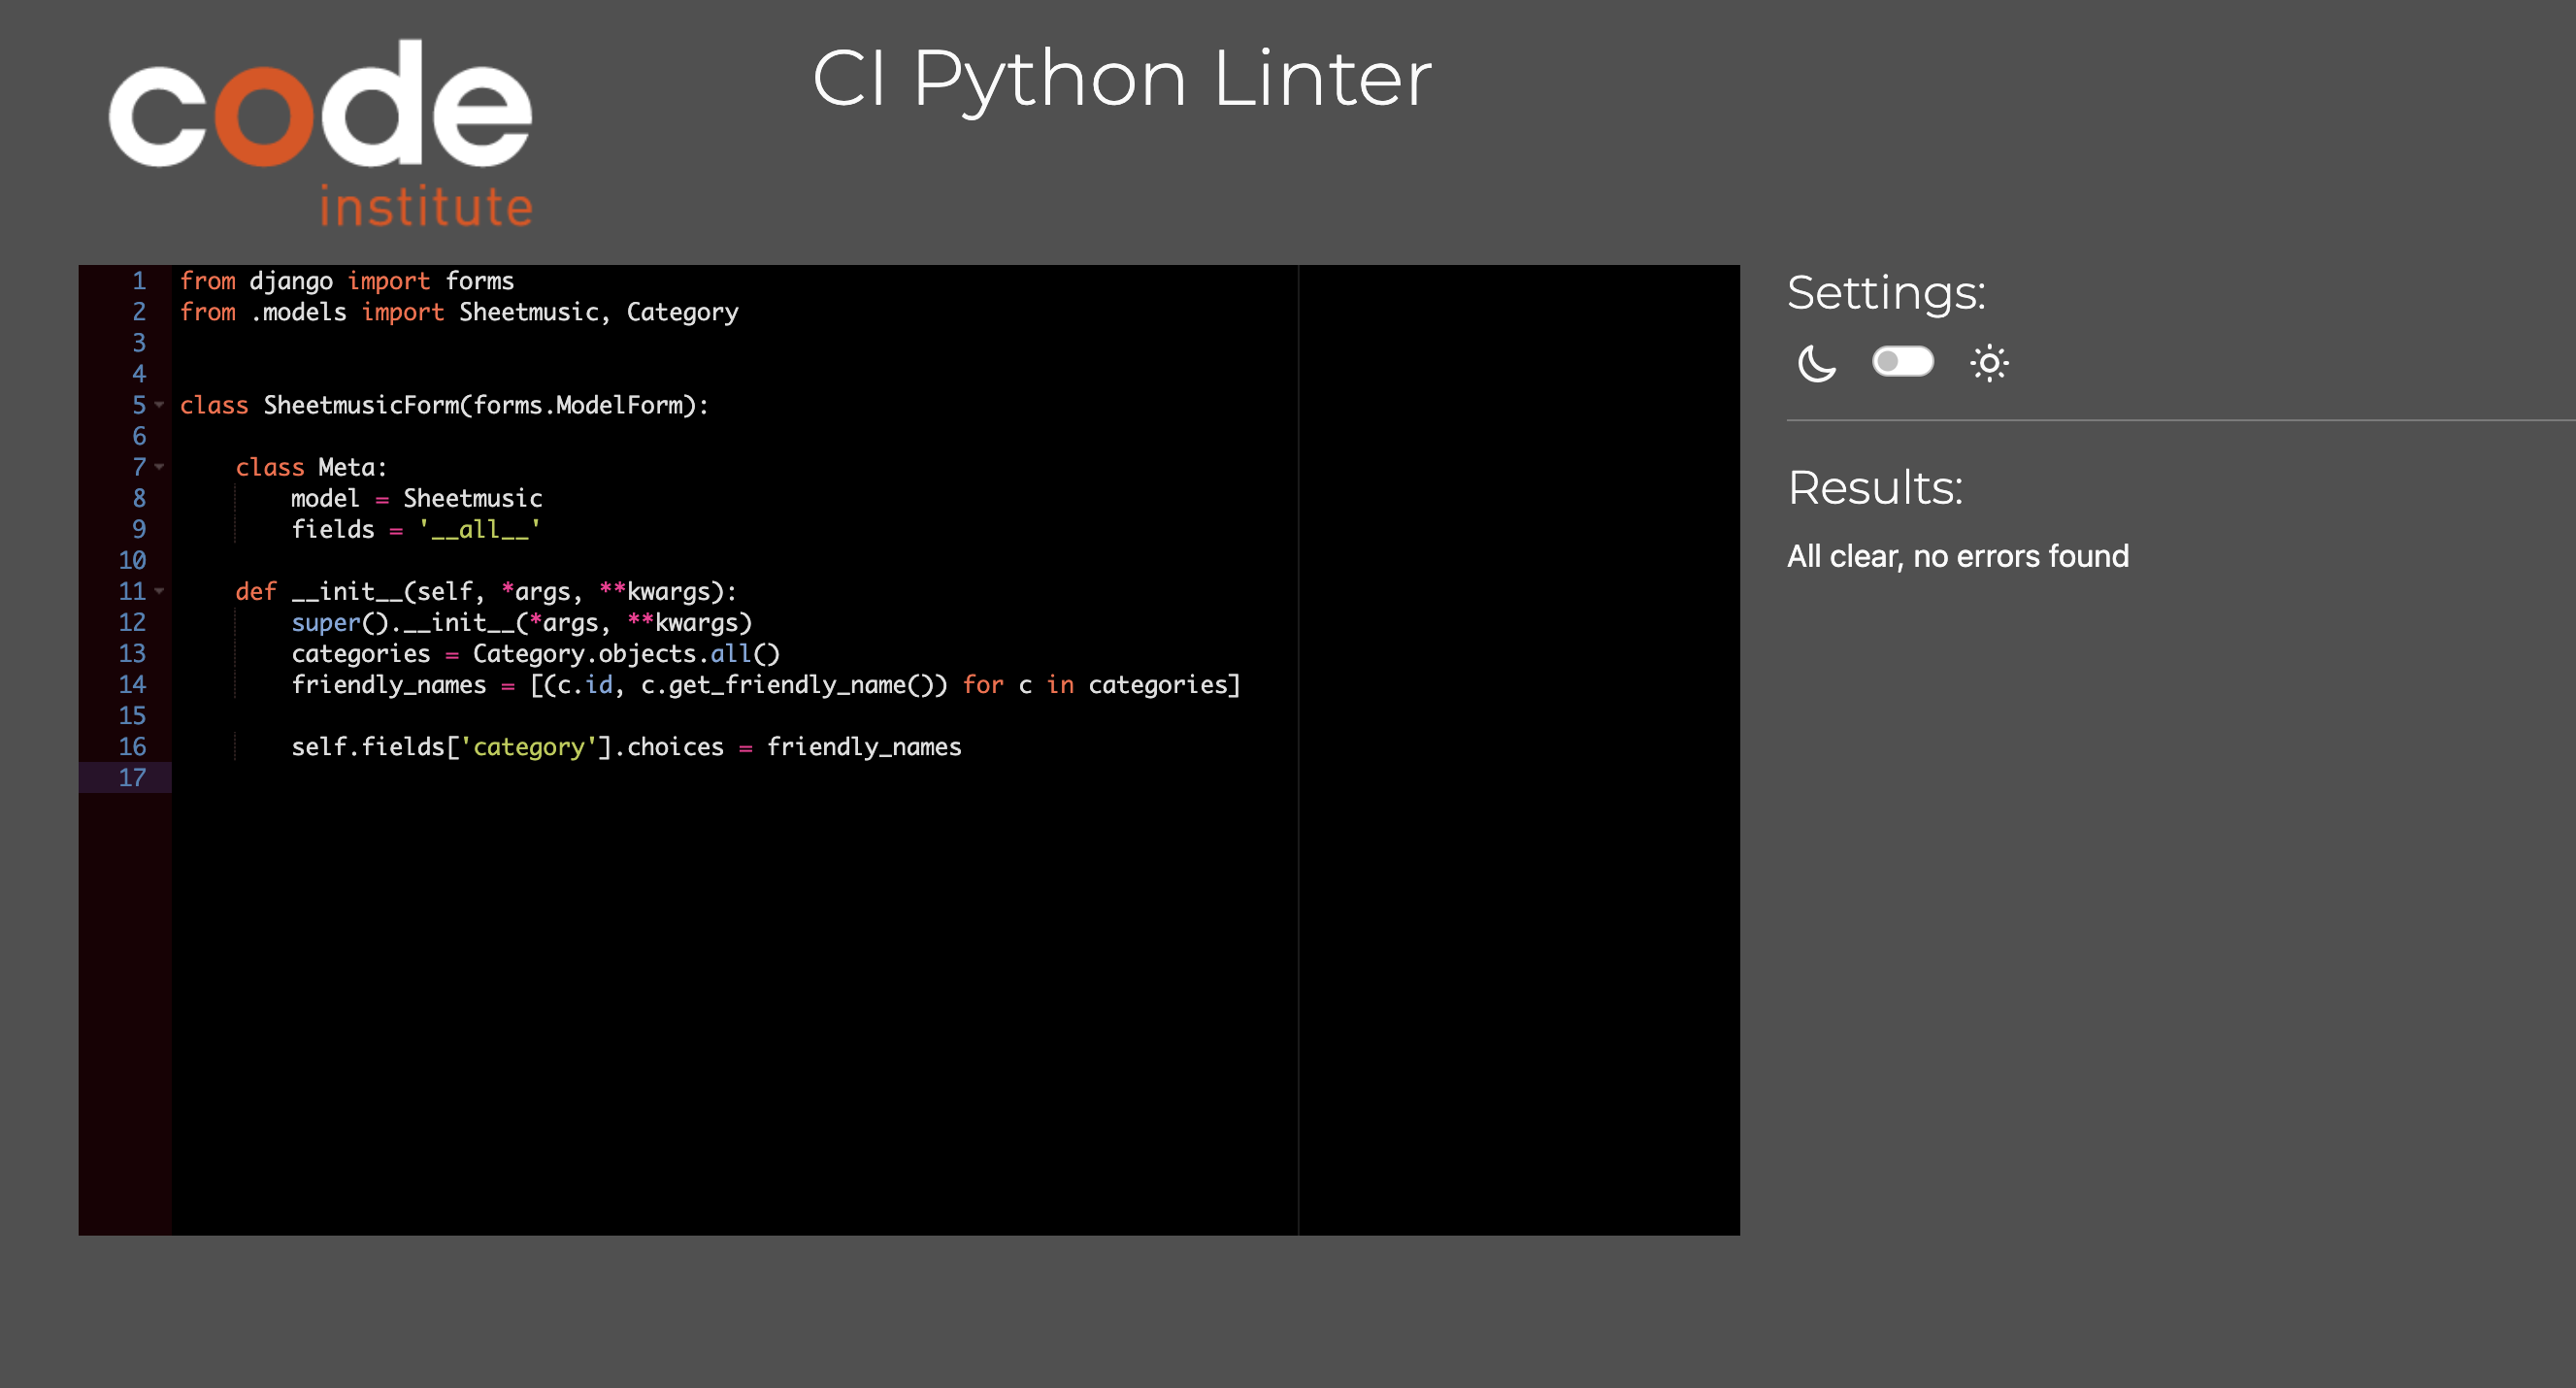 code
institute
CI Python Linter
1 from django import forms
2 from .models import Sheetmusic, Category
3
4
5 class SheetmusicForm(forms.ModelForm):
6
7     class Meta:
8         model = Sheetmusic
9         fields = '__all__'
10
11     def __init__(self, *args, **kwargs):
12         super().__init__(*args, **kwargs)
13         categories = Category.objects.all()
14         friendly_names = [(c.id, c.get_friendly_name()) for c in categories]
15
16         self.fields['category'].choices = friendly_names
17
Settings:
Results:
All clear, no errors found